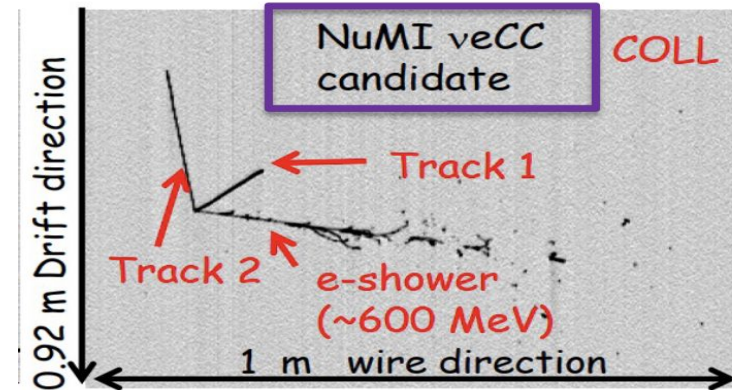 NuMI νeCC
candidate
COLL
Track 1
Track 2
e-shower
(~600 MeV)
0.92 m Drift direction
1 m wire direction